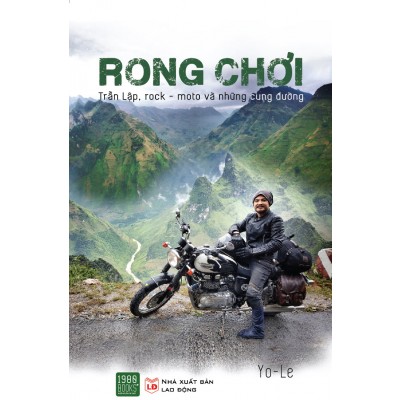 RONG CHƠI
Trần Lập, rock - moto và những cung đường
Yo-Le
1980
BOOKS
LĐ
NHÀ XUẤT BẢN
LAO ĐỘNG